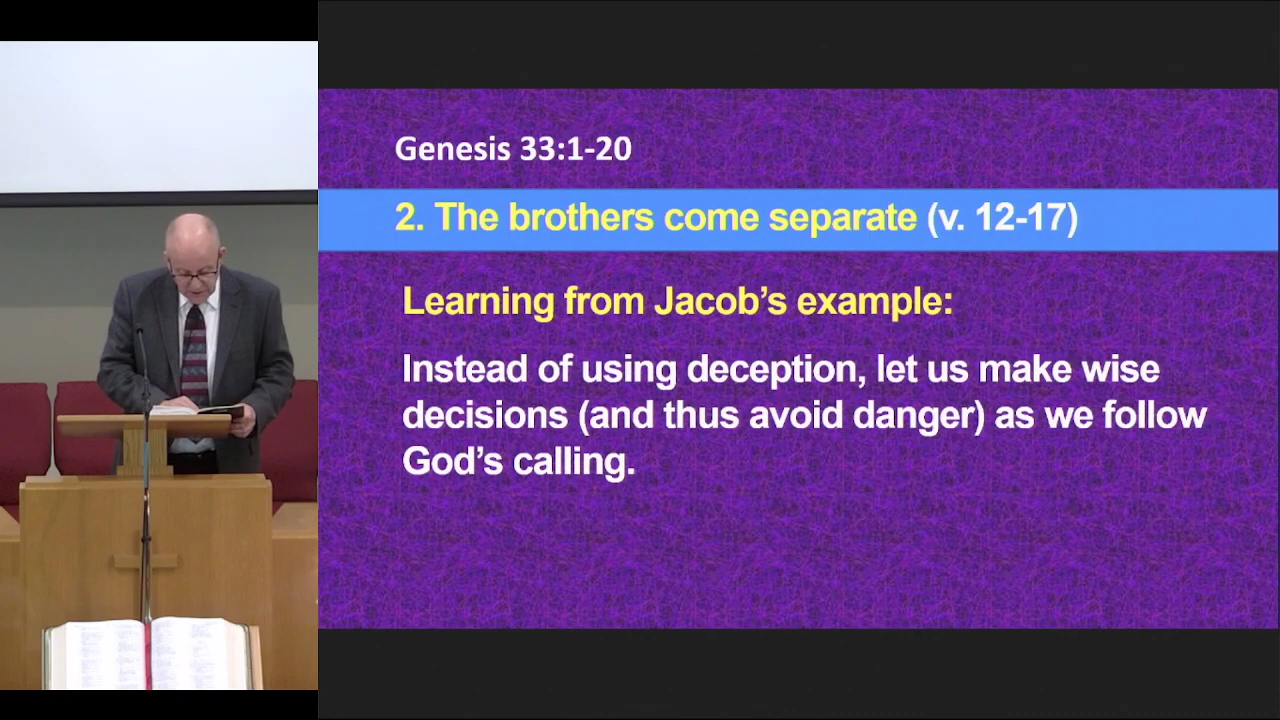 Genesis 33:1-20
2. The brothers come separate (v. 12-17)
Learning from Jacob's example:
Instead of using deception, let us make wise
decisions (and thus avoid danger) as we follow
God's calling.